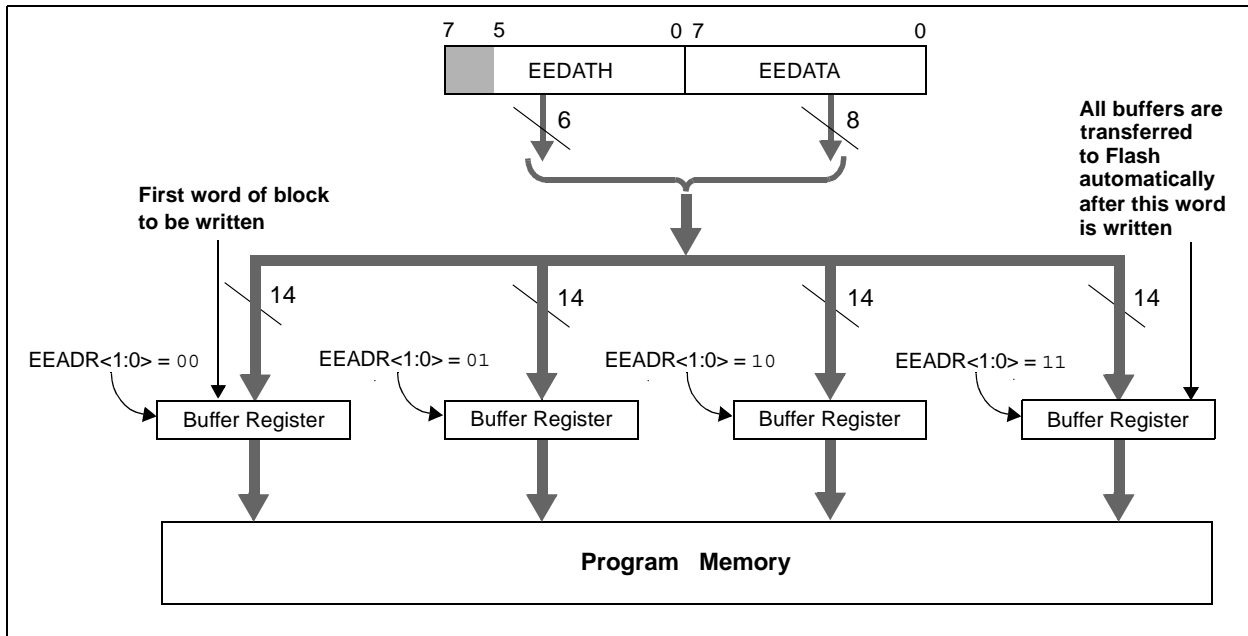 7 5 0 7 0
EEDATH EEDATA
6 8
All buffers are
transferred
to Flash
automatically
after this word
is written
First word of block
to be written
14 14 14 14
EEADR<1:0> = 00 EEADR<1:0> = 01 EEADR<1:0> = 10 EEADR<1:0> = 11
Buffer Register Buffer Register Buffer Register Buffer Register
Program Memory